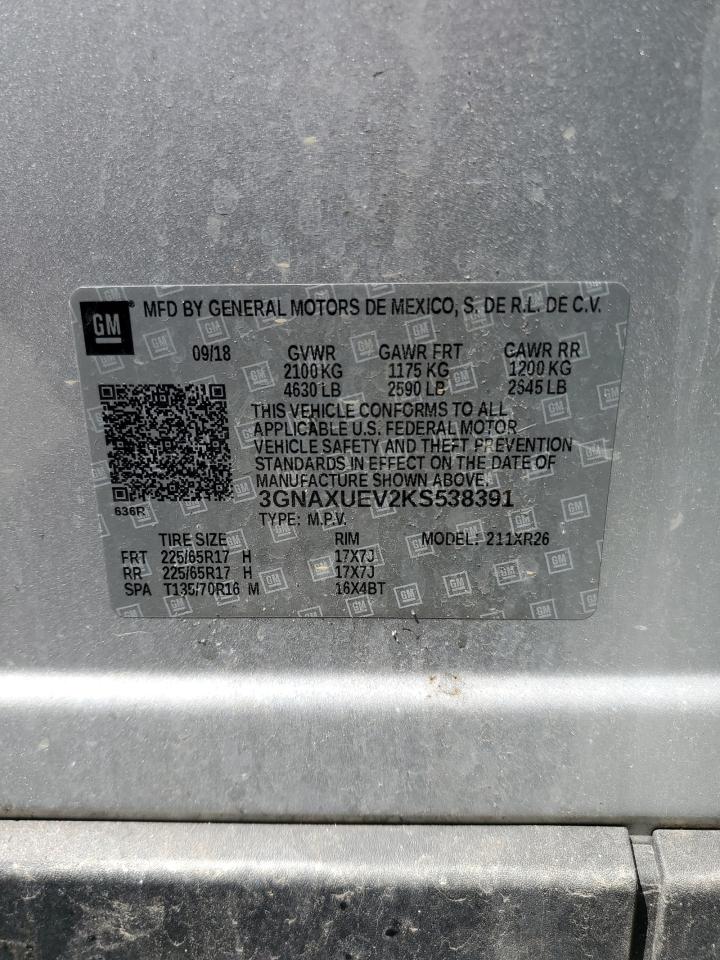 GM ® MFD BY GENERAL MOTORS DE MEXICO, S. DE R.L. DE C.V.
09/18 GVWR GAWR FRT GAWR RR
2100 KG 1175 KG 1200 KG
4630 LB 2590 LB 2645 LB
THIS VEHICLE CONFORMS TO ALL
APPLICABLE U.S. FEDERAL MOTOR
VEHICLE SAFETY AND THEFT PREVENTION
STANDARDS IN EFFECT ON THE DATE OF
MANUFACTURE SHOWN ABOVE.
3GNAXUEV2KS538391
636R
TYPE: M.P.V.
TIRE SIZE RIM MODEL: 211XR26
FRT 225/65R17 H 17X7J
RR 225/65R17 H 17X7J
SPA T135/70R16 M 16X4BT